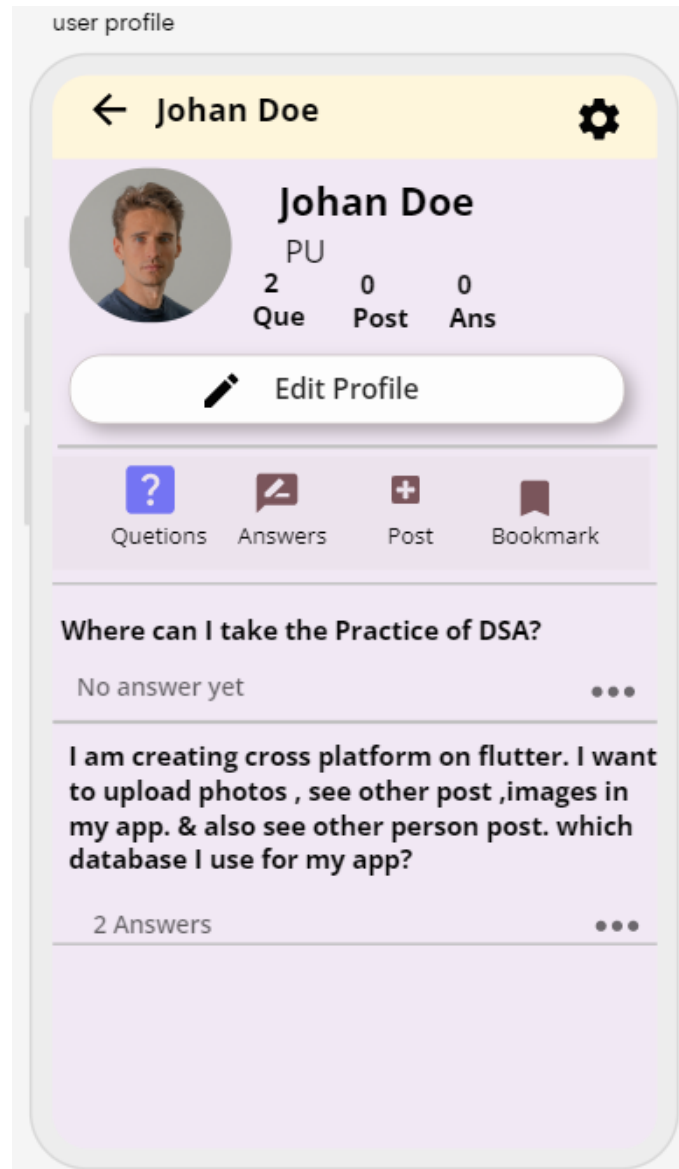 user profile
Johan Doe
Johan Doe
PU
2 0 0
Que Post Ans
Edit Profile
?
Quetions Answers Post Bookmark
Where can I take the Practice of DSA?
No answer yet
I am creating cross platform on flutter. I want
to upload photos , see other post ,images in
my app. & also see other person post. which
database I use for my app?
2 Answers